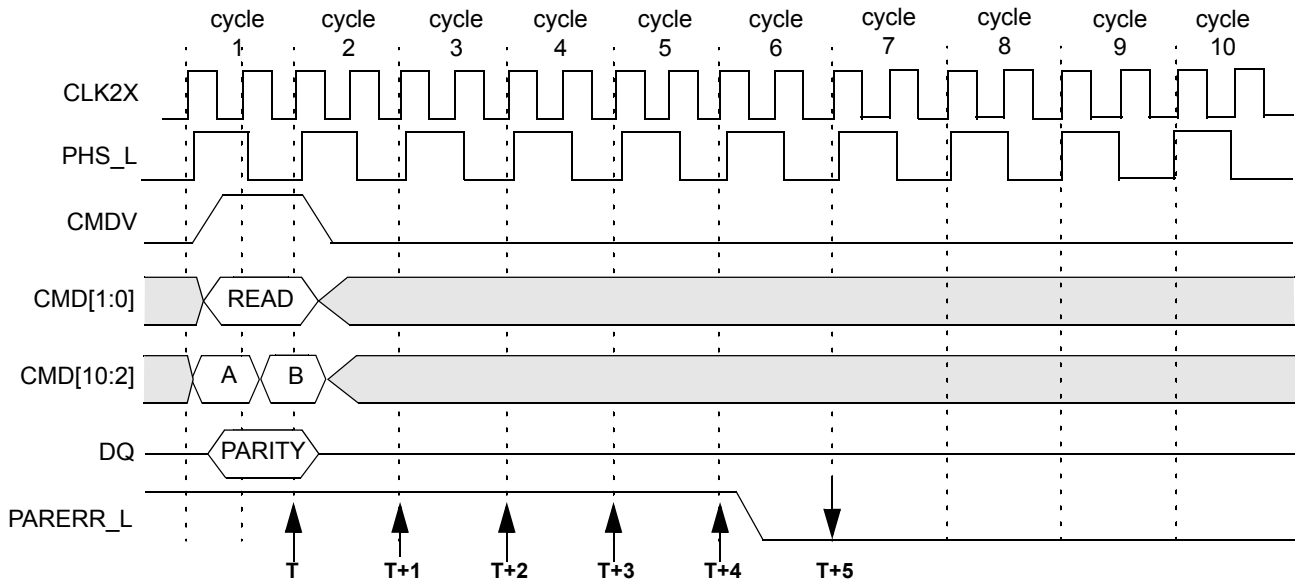 cycle cycle cycle cycle cycle cycle cycle cycle cycle cycle
1 2 3 4 5 6 7 8 9 10
CLK2X
PHS_L
CMDV
CMD[1:0] READ
CMD[10:2] A B
DQ PARITY
PARERR_L
T T+1 T+2 T+3 T+4 T+5